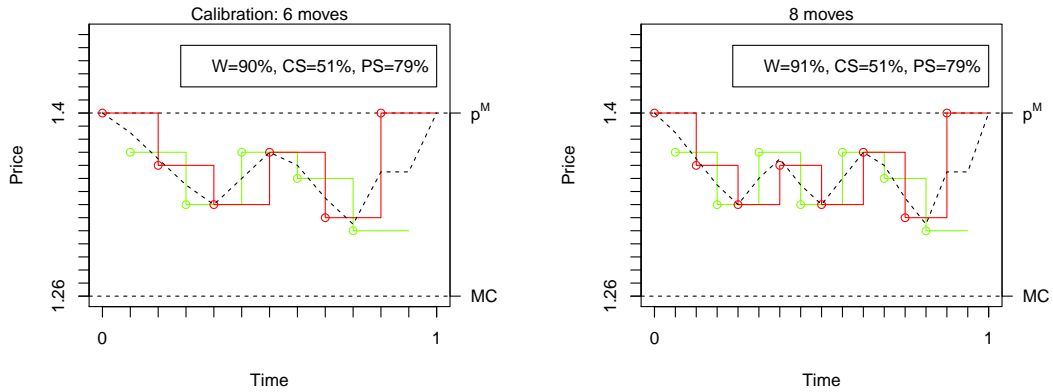 Calibration: 6 moves
W=90%, CS=51%, PS=79%
1.4
p^M
Price
1.26
MC
0
1
Time
8 moves
W=91%, CS=51%, PS=79%
1.4
p^M
Price
1.26
MC
0
1
Time